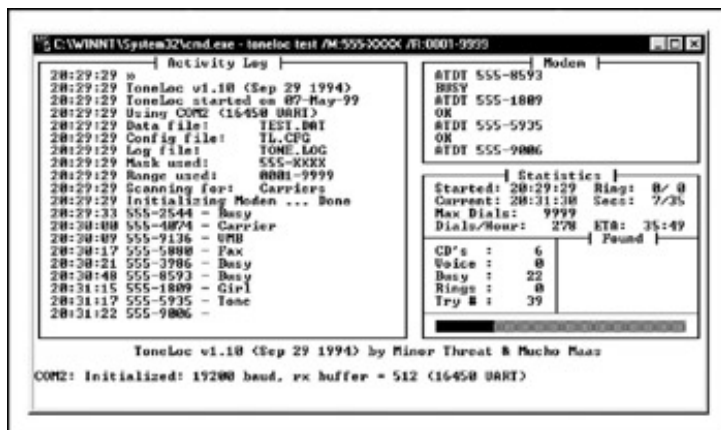 C:\WINNT\System32\cmd.exe - toneloc test /M:555-XXXX /R:0001-9999
Activity Log
20:29:29 »
20:29:29 ToneLoc v1.10 (Sep 29 1994)
20:29:29 ToneLoc started on 07-May-99
20:29:29 Using COM2 (16450 UART)
20:29:29 Data file: TEST.DAT
20:29:29 Config file: TL.CFG
20:29:29 Log file: TONE.LOG
20:29:29 Mask used: 555-XXXX
20:29:29 Range used: 0001-9999
20:29:29 Scanning for: Carriers
20:29:29 Initializing Modem ... Done
20:29:33 555-2544 - Busy
20:30:00 555-4074 - Carrier
20:30:09 555-9136 - VMB
20:30:17 555-5880 - Fax
20:30:21 555-3986 - Busy
20:30:48 555-8593 - Busy
20:31:15 555-1809 - Girl
20:31:17 555-5935 - Tone
20:31:22 555-9006 -
Modem
ATDT 555-8593
BUSY
ATDT 555-1809
OK
ATDT 555-5935
OK
ATDT 555-9006
Statistics
Started: 20:29:29 Ring: 0/ 0
Current: 20:31:30 Secs: 7/35
Max Dials: 9999
Dials/Hour: 278 ETA: 35:49
Found
CD's : 6
Voice : 0
Busy : 22
Rings : 0
Try # : 39
ToneLoc v1.10 (Sep 29 1994) by Minor Threat & Mucho Maas
COM2: Initialized: 19200 baud, rx buffer = 512 (16450 UART)